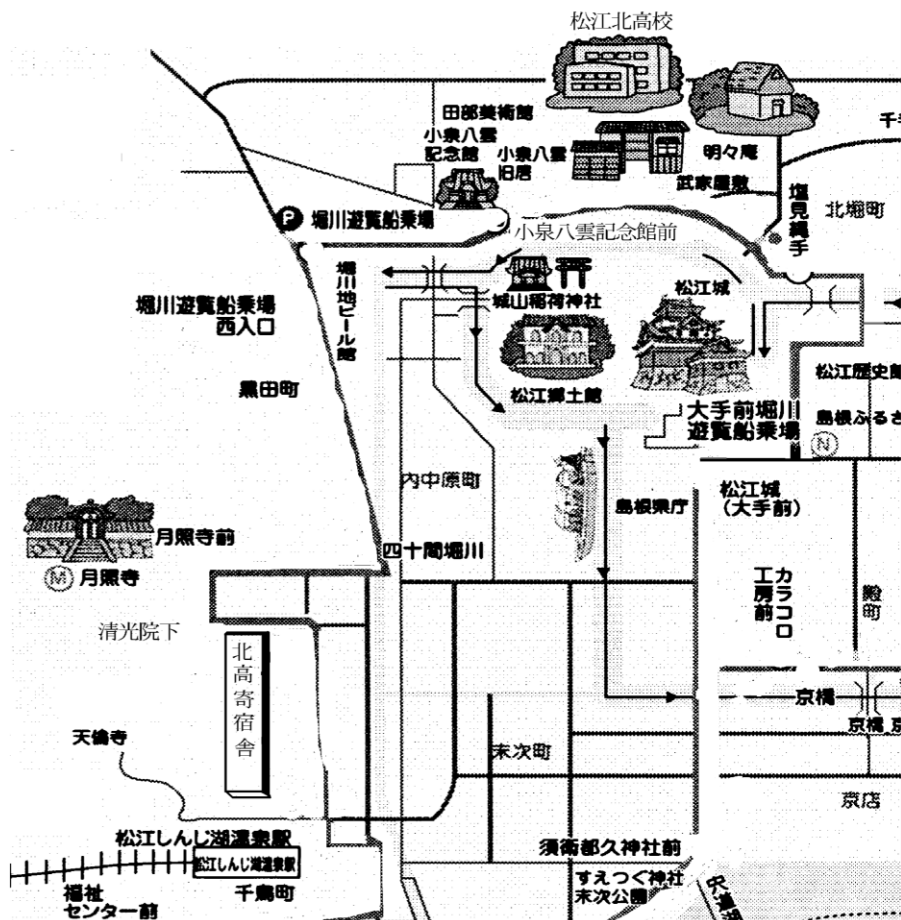 松江北高校
田部美術館
小泉八雲
記念館
小泉八雲
旧居
明々庵
武家屋敷
塩見縄手
北堀町
P
堀川遊覧船乗場
小泉八雲記念館前
堀川地ビール館
堀川遊覧船乗場
西入口
城山稲荷神社
松江城
黒田町
松江郷土館
松江歴史館
大手前堀川
遊覧船乗場
島根ふるさ
N
内中原町
島根県庁
松江城
(大手前)
月照寺前
M
月照寺
四十間堀川
カラコロ
工房前
殿町
清光院下
北高寄宿舎
京橋
京橋
天倫寺
末次町
京店
松江しんじ湖温泉駅
松江しんじ湖温泉駅
須衛都久神社前
福祉
センター前
千鳥町
すえつぐ神社
末次公園
宍道湖